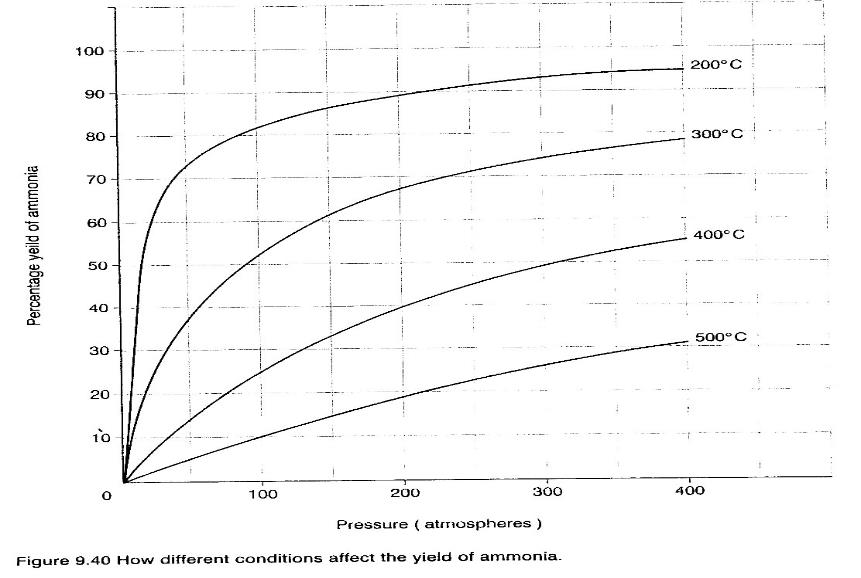 100
90
80
70
60
50
40
30
20
10
0
100
200
300
400
200°C
300°C
400°C
500°C
Percentage yeild of ammonia
Pressure ( atmospheres )
Figure 9.40 How different conditions affect the yield of ammonia.